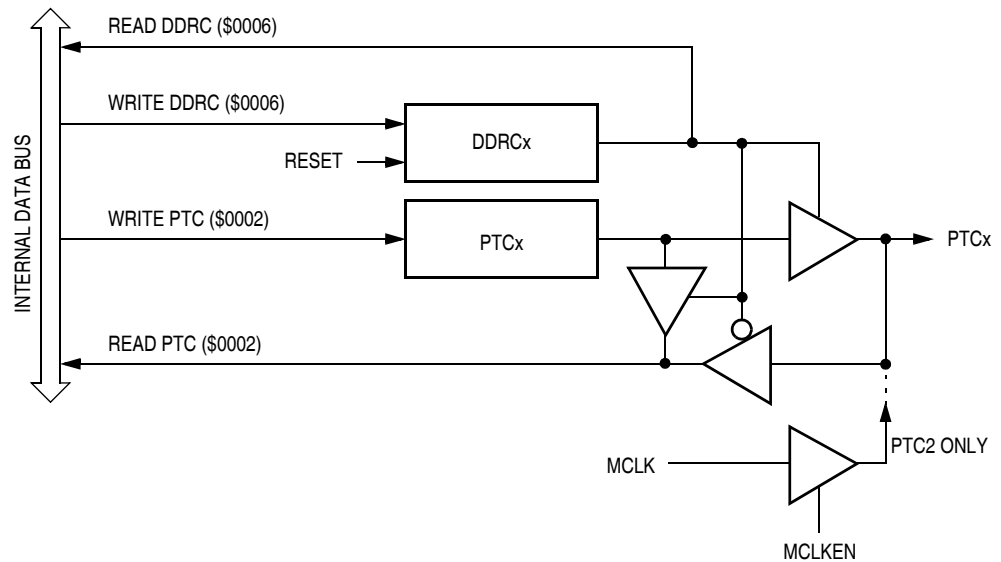 READ DDRC ($0006)
WRITE DDRC ($0006)
DDRCx
RESET
INTERNAL DATA BUS
WRITE PTC ($0002)
PTCx
PTCx
READ PTC ($0002)
PTC2 ONLY
MCLK
MCLKEN